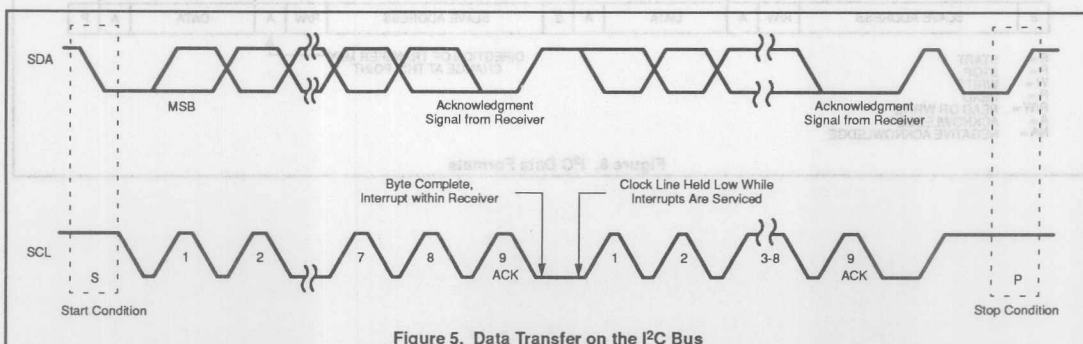 SDA
MSB
Acknowledgment
Signal from Receiver
Acknowledgment
Signal from Receiver
Byte Complete,
Interrupt within Receiver
Clock Line Held Low While
Interrupts Are Serviced
SCL
S
1
2
7
8
9
ACK
1
2
3-8
9
ACK
P
Start Condition
Stop Condition
Figure 5. Data Transfer on the I²C Bus